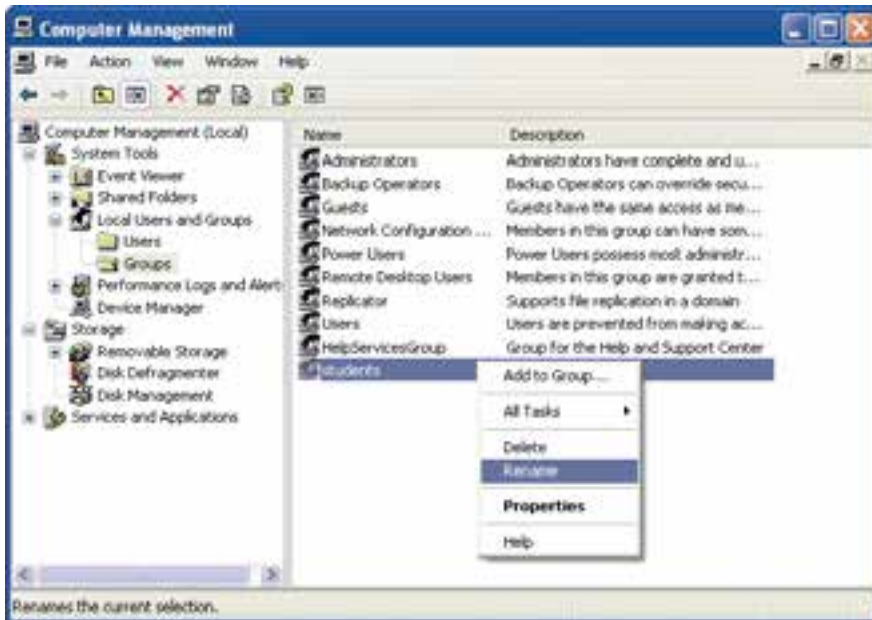 Computer Management
File Action View Window Help
Computer Management (Local)
System Tools
Event Viewer
Shared Folders
Local Users and Groups
Users
Groups
Performance Logs and Alert
Device Manager
Storage
Removable Storage
Disk Defragmenter
Disk Management
Services and Applications
Name Description
Administrators Administrators have complete and u...
Backup Operators Backup Operators can override secu...
Guests Guests have the same access as me...
Network Configuration ... Members in this group can have som...
Power Users Power Users possess most administr...
Remote Desktop Users Members in this group are granted t...
Replicator Supports file replication in a domain
Users Users are prevented from making ac...
HelpServicesGroup Group for the Help and Support Center
students
Add to Group...
All Tasks
Delete
Rename
Properties
Help
Renames the current selection.